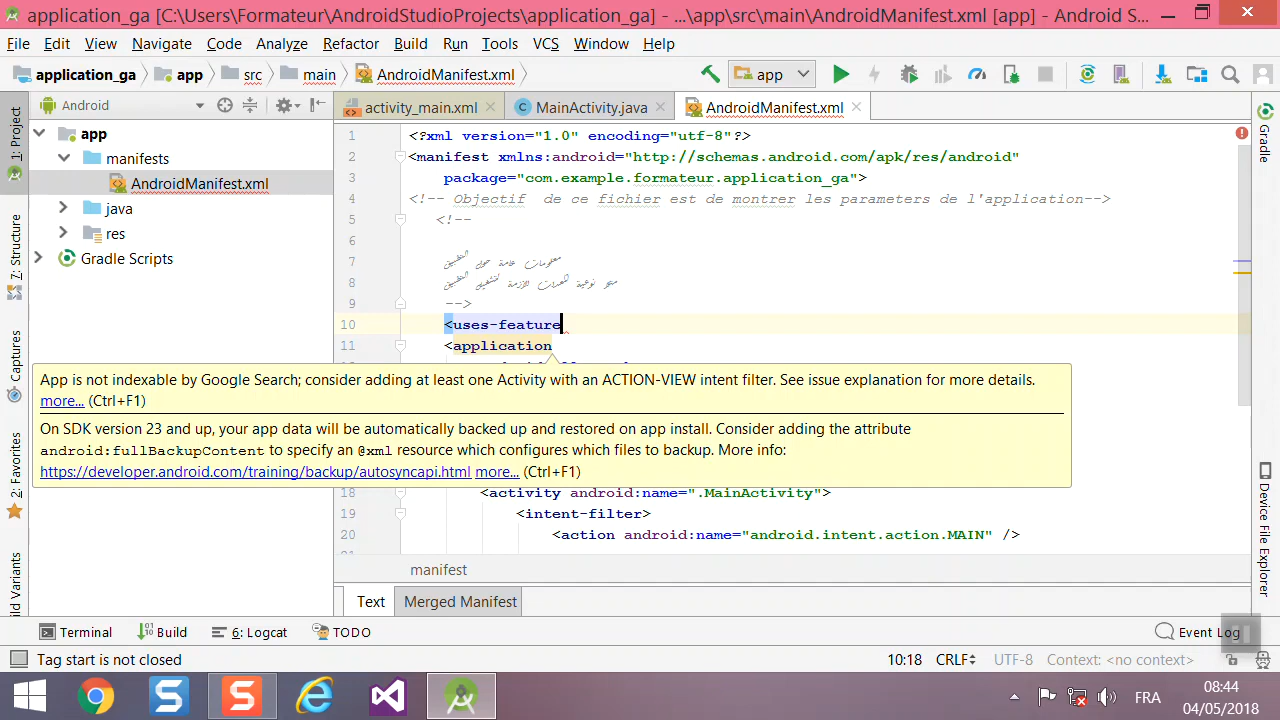 application_ga [C:\Users\Formateur\AndroidStudioProjects\application_ga] - ...\app\src\main\AndroidManifest.xml [app] - Android S...
File Edit View Navigate Code Analyze Refactor Build Run Tools VCS Window Help
application_ga app src main AndroidManifest.xml app
Android activity_main.xml MainActivity.java AndroidManifest.xml
1: Project
7: Structure
Captures
2: Favorites
ld Variants
app
manifests
AndroidManifest.xml
java
res
Gradle Scripts
1 <?xml version="1.0" encoding="utf-8"?>
2 <manifest xmlns:android="http://schemas.android.com/apk/res/android"
3 package="com.example.formateur.application_ga">
4 <!-- Objectif de ce fichier est de montrer les parameters de l'application-->
5 <!--
6
7 معلومات عامة حول التطبيق
8 نوعية المعدات اللازمة لتشغيل التطبيق
9 -->
10 <uses-feature
11 <application
App is not indexable by Google Search; consider adding at least one Activity with an ACTION-VIEW intent filter. See issue explanation for more details.
more... (Ctrl+F1)
On SDK version 23 and up, your app data will be automatically backed up and restored on app install. Consider adding the attribute
android:fullBackupContent to specify an @xml resource which configures which files to backup. More info:
https://developer.android.com/training/backup/autosyncapi.html more... (Ctrl+F1)
18 <activity android:name=".MainActivity">
19 <intent-filter>
20 <action android:name="android.intent.action.MAIN" />
manifest
Text Merged Manifest
Gradle
Device File Explorer
Terminal Build 6: Logcat TODO Event Log
Tag start is not closed 10:18 CRLF UTF-8 Context: <no context>
FRA 08:44
04/05/2018